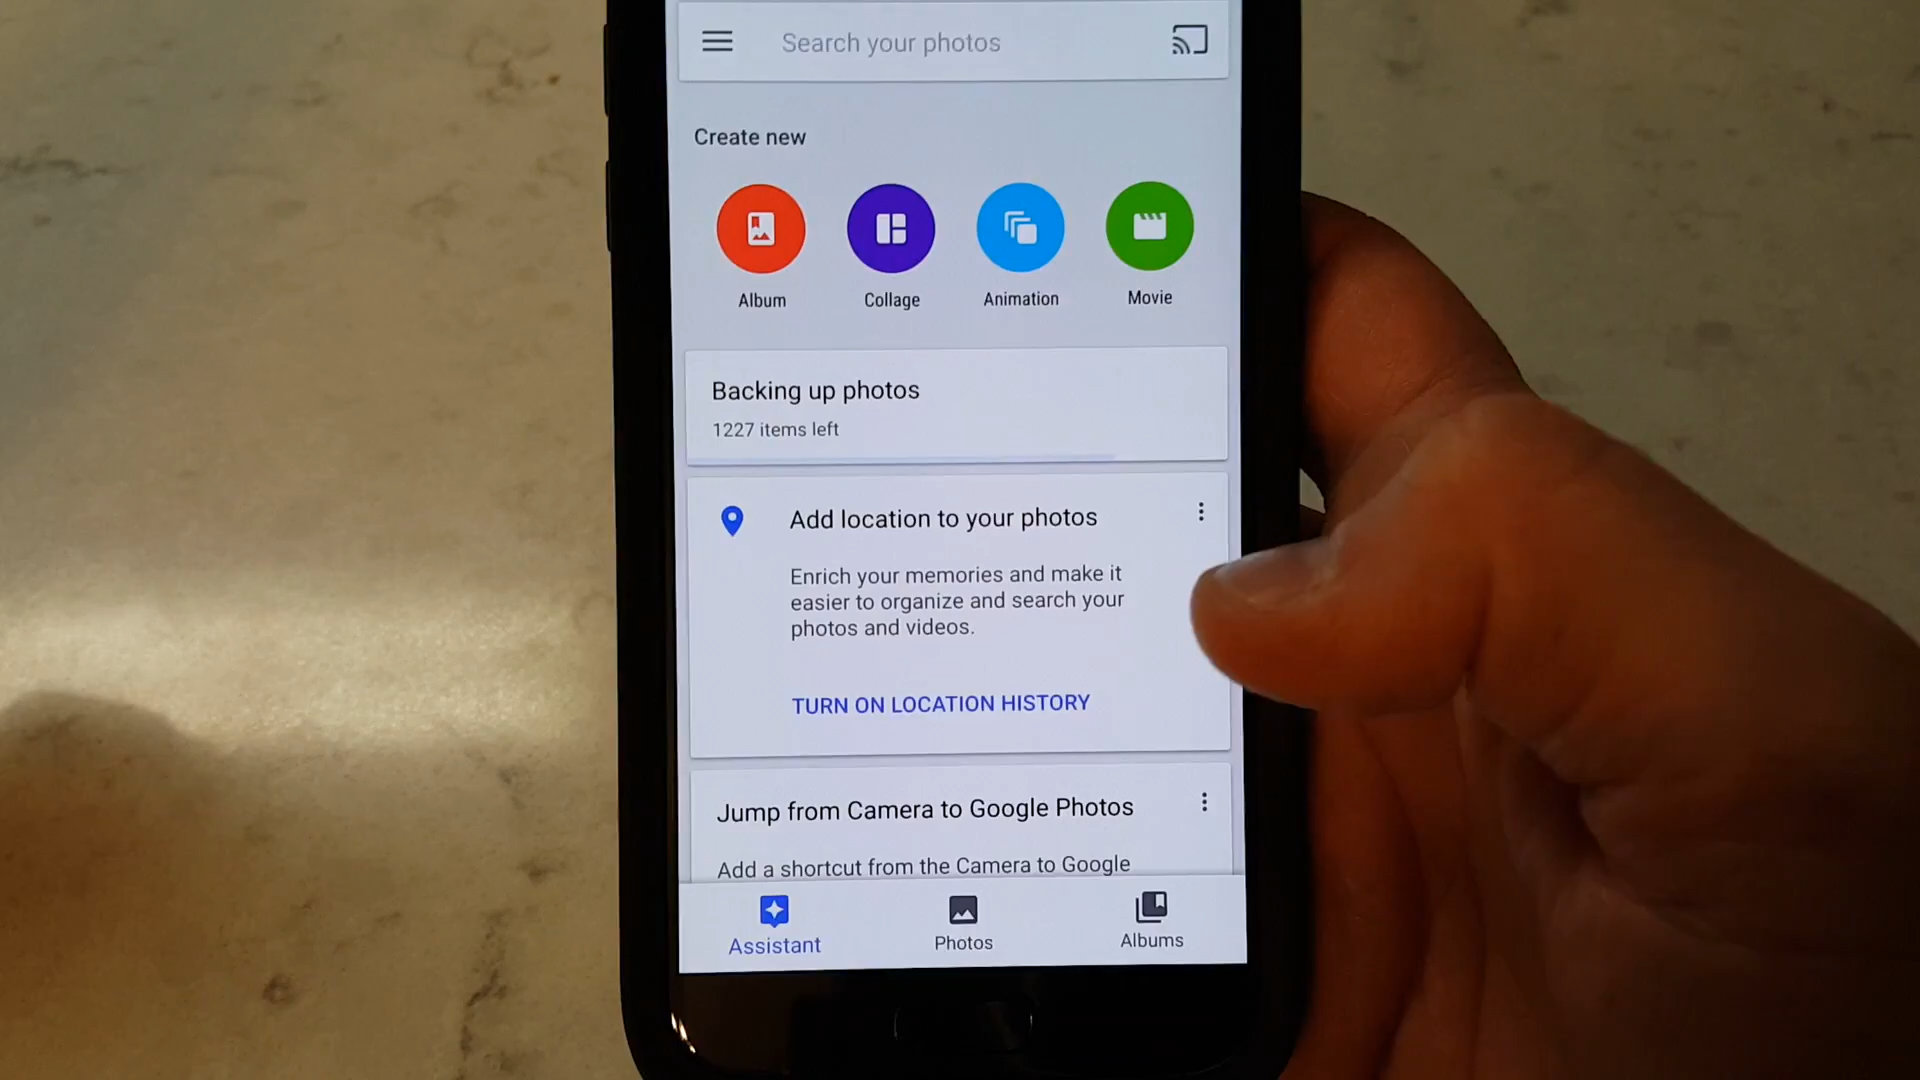 Search your photos
Create new
Album Collage Animation Movie
Backing up photos
1227 items left
Add location to your photos
Enrich your memories and make it
easier to organize and search your
photos and videos.
TURN ON LOCATION HISTORY
Jump from Camera to Google Photos
Add a shortcut from the Camera to Google
Assistant Photos Albums